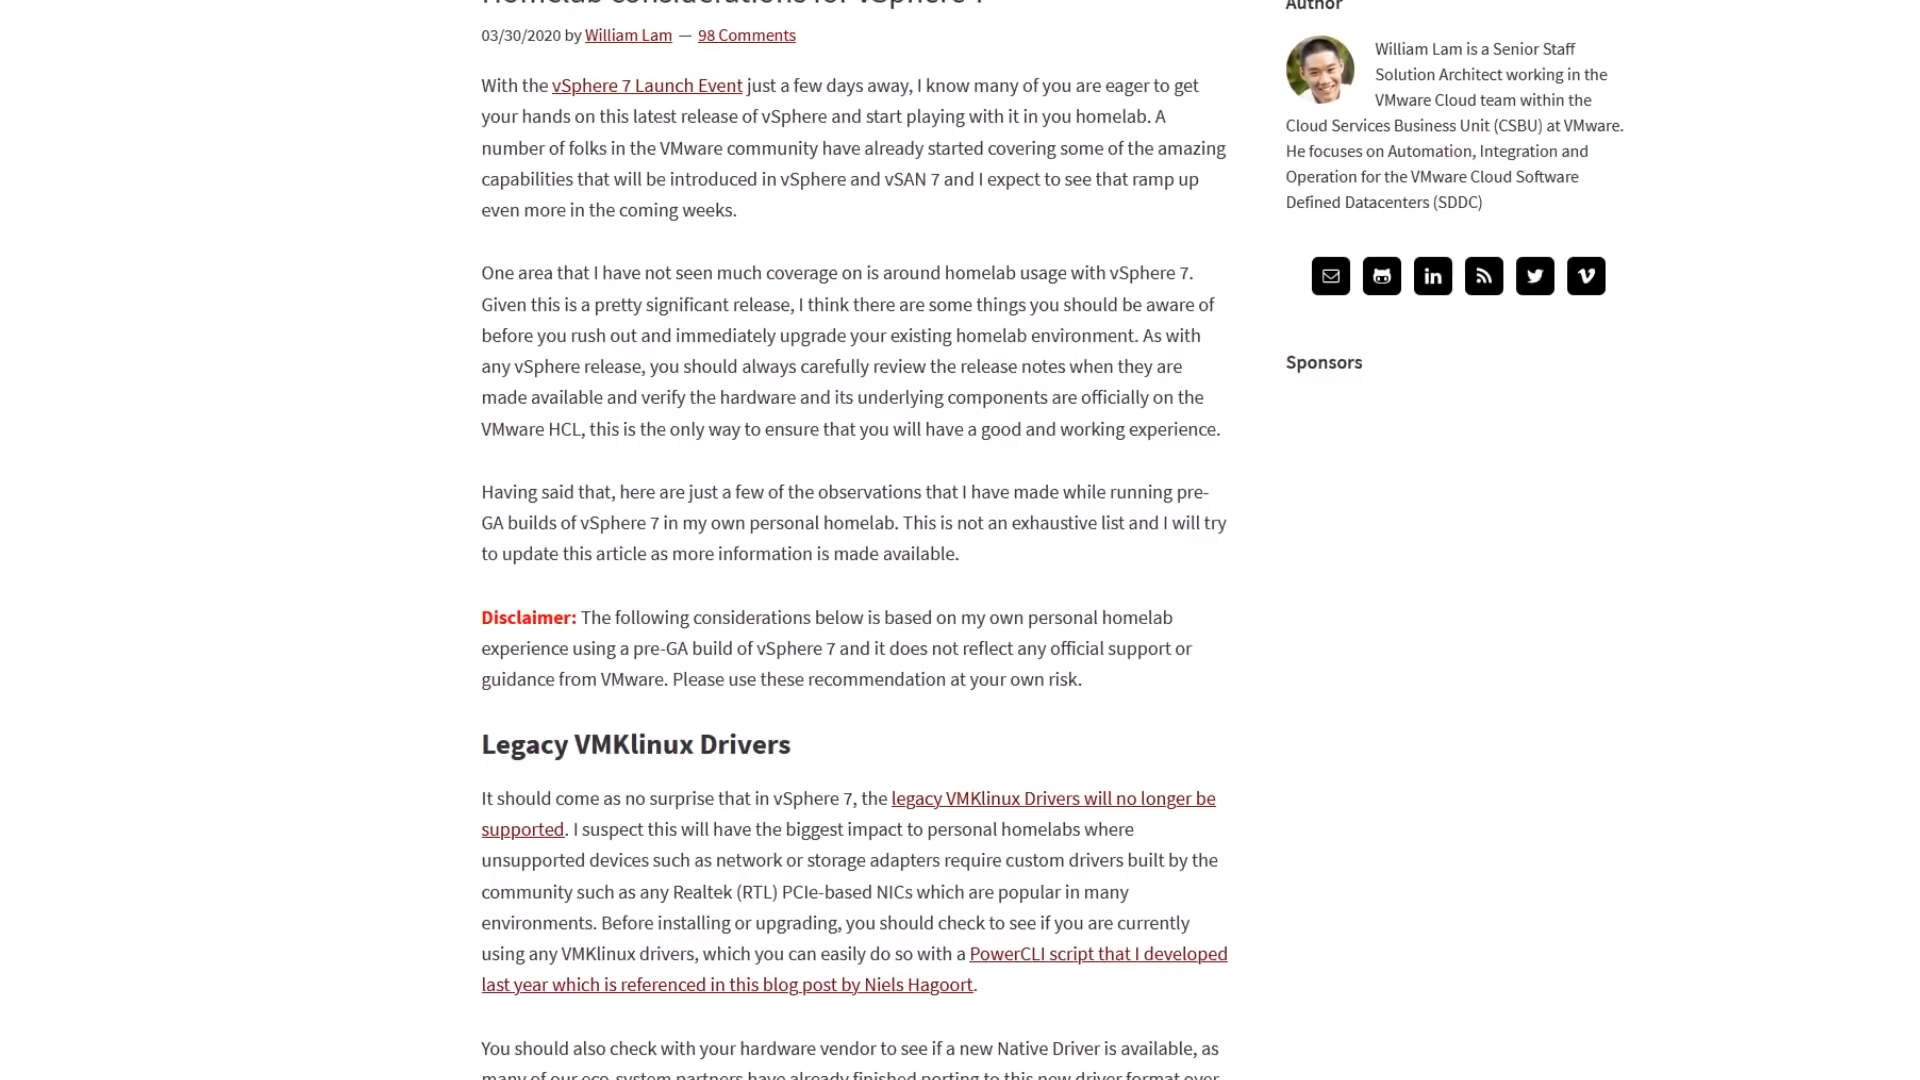 Homelab considerations for vSphere 7
03/30/2020 by William Lam — 98 Comments
With the vSphere 7 Launch Event just a few days away, I know many of you are eager to get
your hands on this latest release of vSphere and start playing with it in you homelab. A
number of folks in the VMware community have already started covering some of the amazing
capabilities that will be introduced in vSphere and vSAN 7 and I expect to see that ramp up
even more in the coming weeks.
One area that I have not seen much coverage on is around homelab usage with vSphere 7.
Given this is a pretty significant release, I think there are some things you should be aware of
before you rush out and immediately upgrade your existing homelab environment. As with
any vSphere release, you should always carefully review the release notes when they are
made available and verify the hardware and its underlying components are officially on the
VMware HCL, this is the only way to ensure that you will have a good and working experience.
Having said that, here are just a few of the observations that I have made while running pre-
GA builds of vSphere 7 in my own personal homelab. This is not an exhaustive list and I will try
to update this article as more information is made available.
Disclaimer: The following considerations below is based on my own personal homelab
experience using a pre-GA build of vSphere 7 and it does not reflect any official support or
guidance from VMware. Please use these recommendation at your own risk.
Legacy VMKlinux Drivers
It should come as no surprise that in vSphere 7, the legacy VMKlinux Drivers will no longer be
supported. I suspect this will have the biggest impact to personal homelabs where
unsupported devices such as network or storage adapters require custom drivers built by the
community such as any Realtek (RTL) PCIe-based NICs which are popular in many
environments. Before installing or upgrading, you should check to see if you are currently
using any VMKlinux drivers, which you can easily do so with a PowerCLI script that I developed
last year which is referenced in this blog post by Niels Hagoort.
You should also check with your hardware vendor to see if a new Native Driver is available, as
many of our eco-system partners have already finished porting to this new driver format over
Author
William Lam is a Senior Staff
Solution Architect working in the
VMware Cloud team within the
Cloud Services Business Unit (CSBU) at VMware.
He focuses on Automation, Integration and
Operation for the VMware Cloud Software
Defined Datacenters (SDDC)
Sponsors